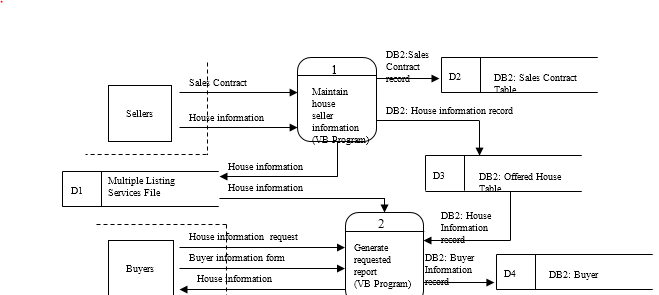 DB2:Sales
Contract
record
1
Sales Contract
D2
DB2: Sales Contract
Table
Maintain
house
seller
information
(VB Program)
Sellers
House information
DB2: House information record
House information
D3
DB2: Offered House
Table
D1
Multiple Listing
Services File
House information
DB2: House
Information
record
2
House information request
Generate
requested
report
(VB Program)
Buyer information form
DB2: Buyer
Information
record
Buyers
House Information
D4
DB2: Buyer